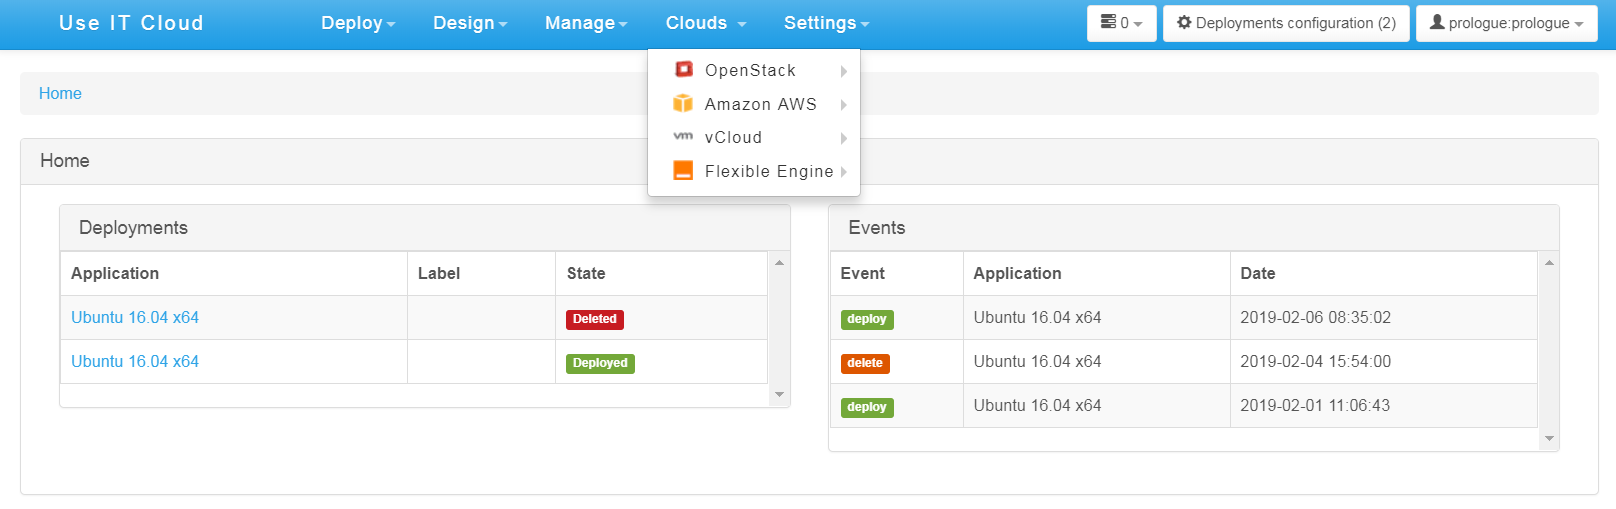 Use IT Cloud Deploy Design Manage Clouds Settings 0 Deployments configuration (2) prologue:prologue
OpenStack
Amazon AWS
vm vCloud
Flexible Engine
Home
Home
Deployments
Application Label State
Ubuntu 16.04 x64 Deleted
Ubuntu 16.04 x64 Deployed
Events
Event Application Date
deploy Ubuntu 16.04 x64 2019-02-06 08:35:02
delete Ubuntu 16.04 x64 2019-02-04 15:54:00
deploy Ubuntu 16.04 x64 2019-02-01 11:06:43